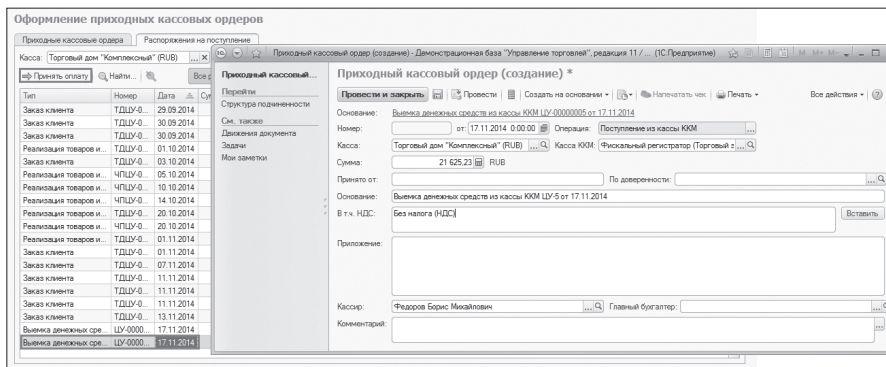 Оформление приходных кассовых ордеров
Приходные кассовые ордера
Распоряжения на поступление
Касса: Торговый дом "Комплексный" (RUB)
Принять оплату
Найти...
Все р
Тип Номер Дата Су
Заказ клиента ТДЦУ-0... 29.09.2014
Заказ клиента ТДЦУ-0... 30.09.2014
Заказ клиента ТДЦУ-0... 30.09.2014
Реализация товаров и... ТДЦУ-0... 01.10.2014
Заказ клиента ТДЦУ-0... 03.10.2014
Реализация товаров и... ЧПЦУ-0... 05.10.2014
Реализация товаров и... ЧПЦУ-0... 10.10.2014
Реализация товаров и... ЧПЦУ-0... 14.10.2014
Реализация товаров и... ТДЦУ-0... 20.10.2014
Реализация товаров и... ЧПЦУ-0... 20.10.2014
Реализация товаров и... ТДЦУ-0... 01.11.2014
Заказ клиента ТДЦУ-0... 01.11.2014
Заказ клиента ТДЦУ-0... 07.11.2014
Заказ клиента ТДЦУ-0... 11.11.2014
Заказ клиента ТДЦУ-0... 11.11.2014
Заказ клиента ТДЦУ-0... 11.11.2014
Заказ клиента ТДЦУ-0... 13.11.2014
Выемка денежных сре... ЦУ-0000... 17.11.2014
Выемка денежных сре... ЦУ-0000... 17.11.2014
Приходный кассовый ордер (создание) - Демонстрационная база "Управление торговлей", редакция 11 / ... (1С:Предприятие)
M M+ M-
Приходный кассовый...
Перейти
Структура подчиненности
См. также
Движения документа
Задачи
Мои заметки
Приходный кассовый ордер (создание) *
Провести и закрыть
Провести
Создать на основании
Напечатать чек
Печать
Все действия
Основание: Выемка денежных средств из кассы ККМ ЦУ-00000005 от 17.11.2014
Номер: от: 17.11.2014 0:00:00 Операция: Поступление из кассы ККМ
Касса: Торговый дом "Комплексный" (RUB) Касса ККМ: Фискальный регистратор (Торговый з
Сумма: 21 625,23 RUB
Принято от: По доверенности:
Основание: Выемка денежных средств из кассы ККМ ЦУ-5 от 17.11.2014
В т.ч. НДС: Без налога (НДС) Вставить
Приложение:
Кассир: Федоров Борис Михайлович Главный бухгалтер:
Комментарий: